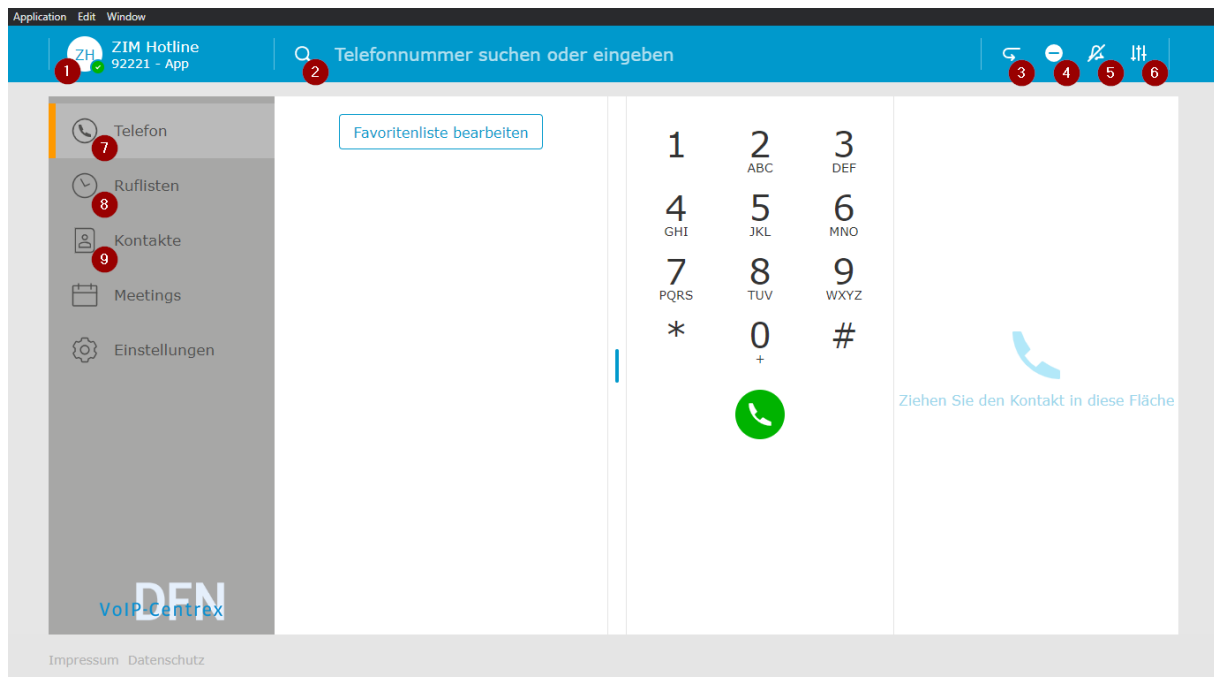 Application Edit Window
ZH
ZIM Hotline
92221 - App
1
Telefonnummer suchen oder eingeben
2
3
4
5
6
Telefon
7
Ruflisten
8
Kontakte
9
Meetings
Einstellungen
DFN
VoIP-Centrex
Favoritenliste bearbeiten
1 2 3
ABC DEF
4 5 6
GHI JKL MNO
7 8 9
PQRS TUV WXYZ
* 0 #
+
Ziehen Sie den Kontakt in diese Fläche
Impressum Datenschutz